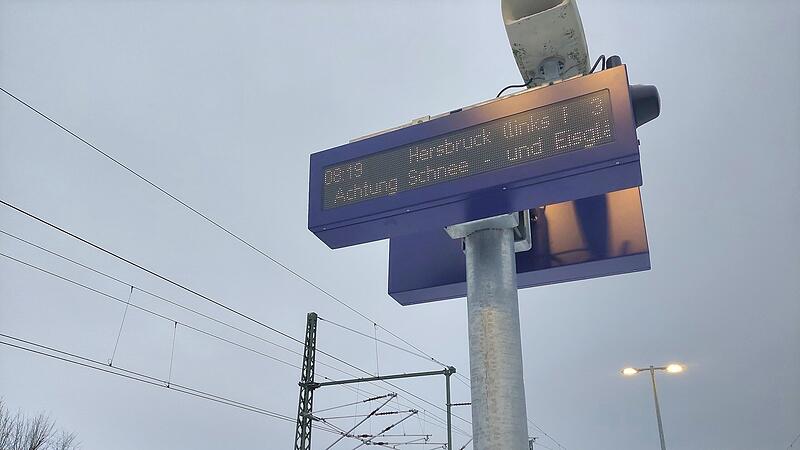 08:19 Hersbruck (links 3
Achtung Schnee - und Eisgl